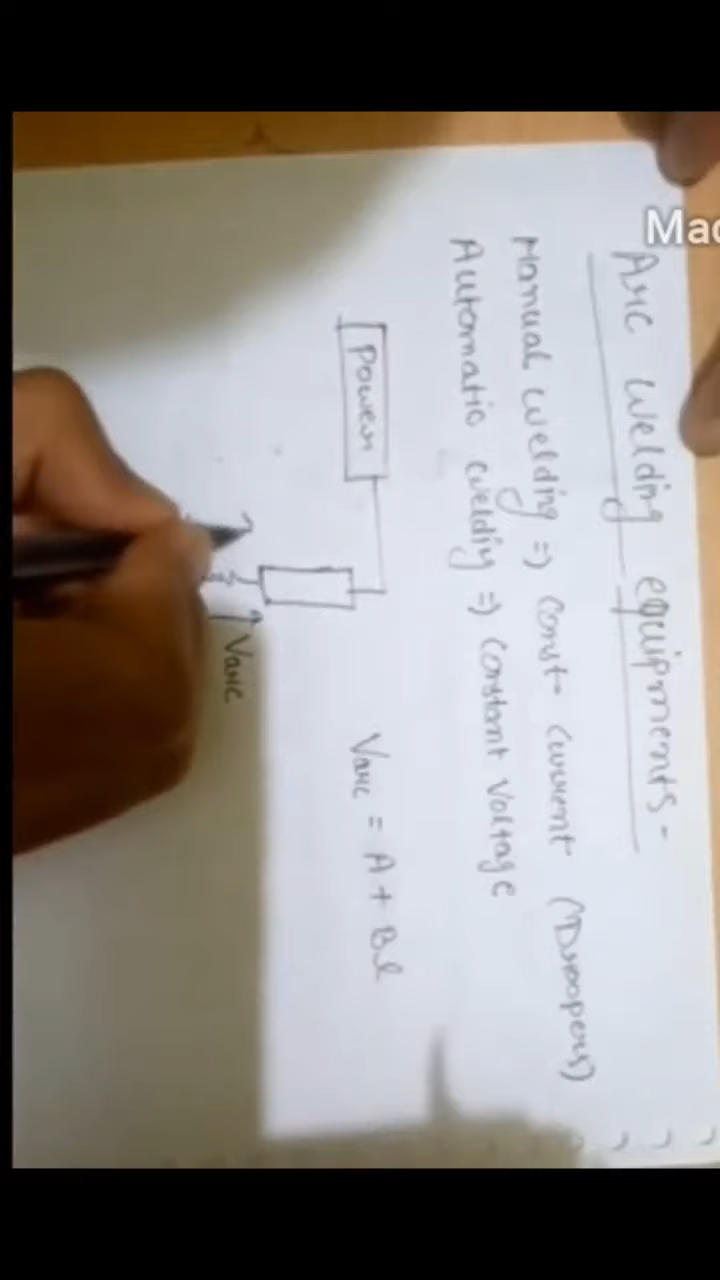 Mac
Arc welding equipments-
Manual welding => const- current (Droopers)
Automatic welding => constant voltage
Power
Varc = A + Bl
Varc